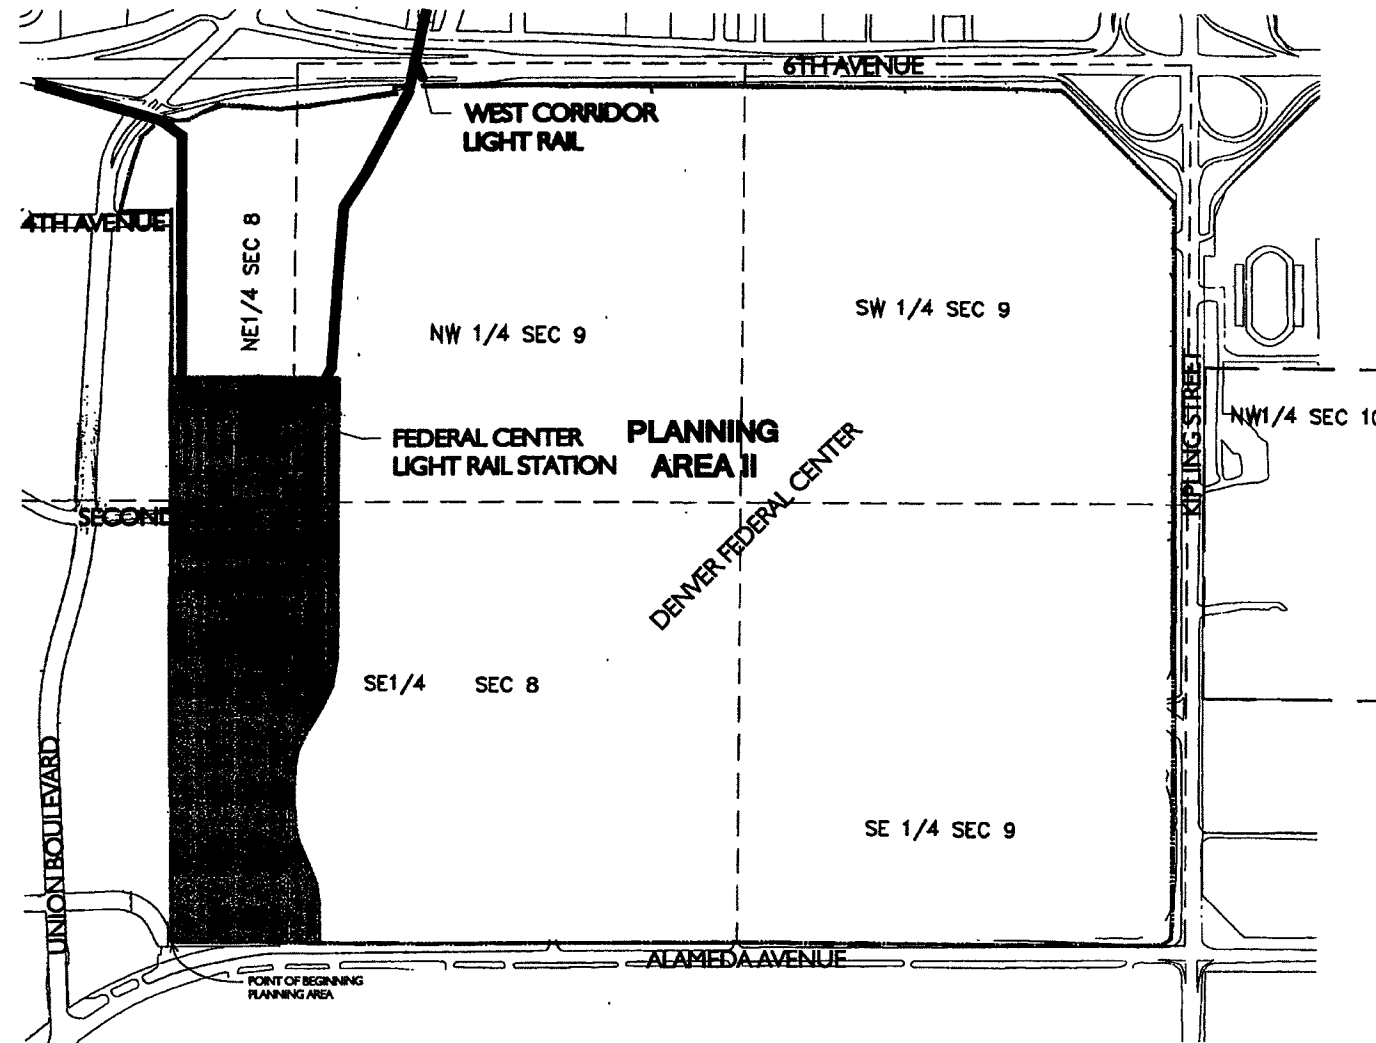 6TH AVENUE
WEST CORRIDOR
LIGHT RAIL
4TH AVENUE
NE1/4 SEC 8
NW 1/4 SEC 9
SW 1/4 SEC 9
KIPLING STREET
NW1/4 SEC 10
FEDERAL CENTER
LIGHT RAIL STATION
PLANNING
AREA II
DENVER FEDERAL CENTER
SECOND
SE1/4 SEC 8
UNION BOULEVARD
SE 1/4 SEC 9
ALAMEDA AVENUE
POINT OF BEGINNING
PLANNING AREA